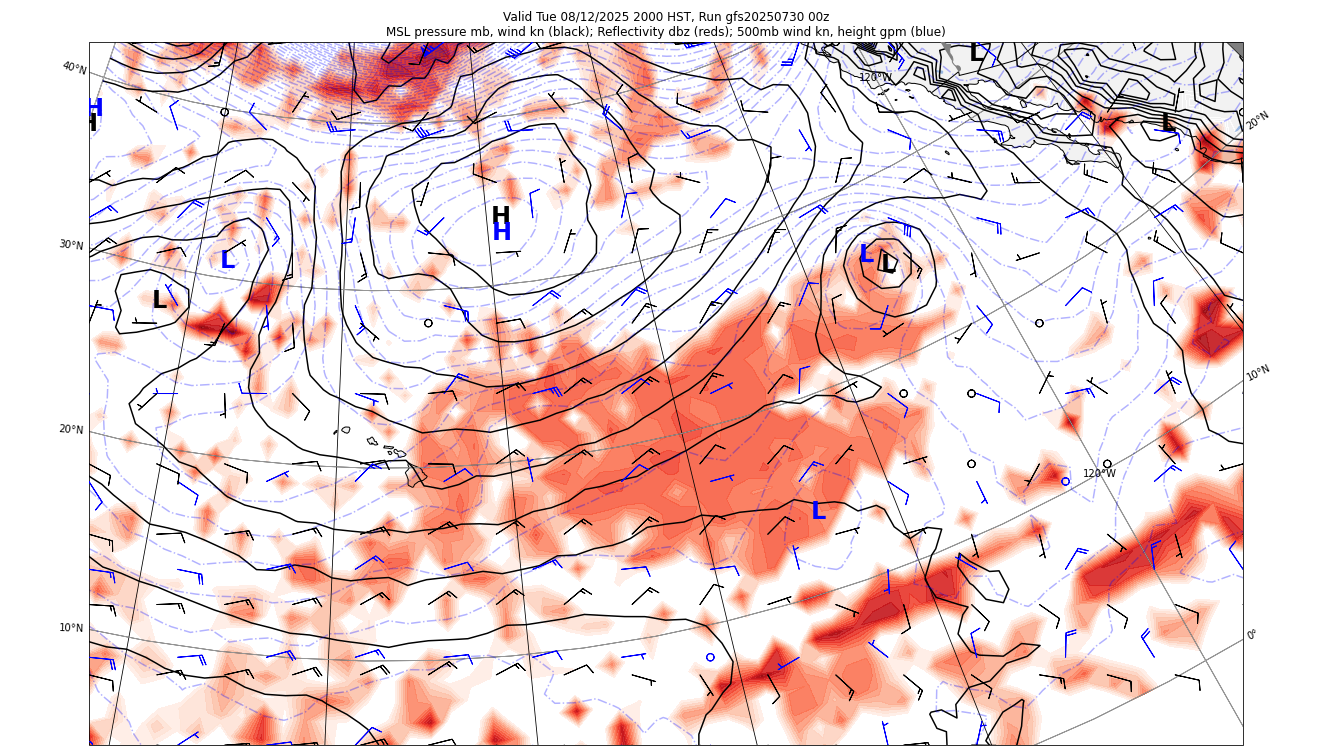 Valid Tue 08/12/2025 2000 HST, Run gfs20250730 00z
MSL pressure mb, wind kn (black); Reflectivity dbz (reds); 500mb wind kn, height gpm (blue)
L
40°N
120°W
H
H
L
20°N
H
H
30°N
L
L
L
L
10°N
20°N
120°W
L
10°N
0°